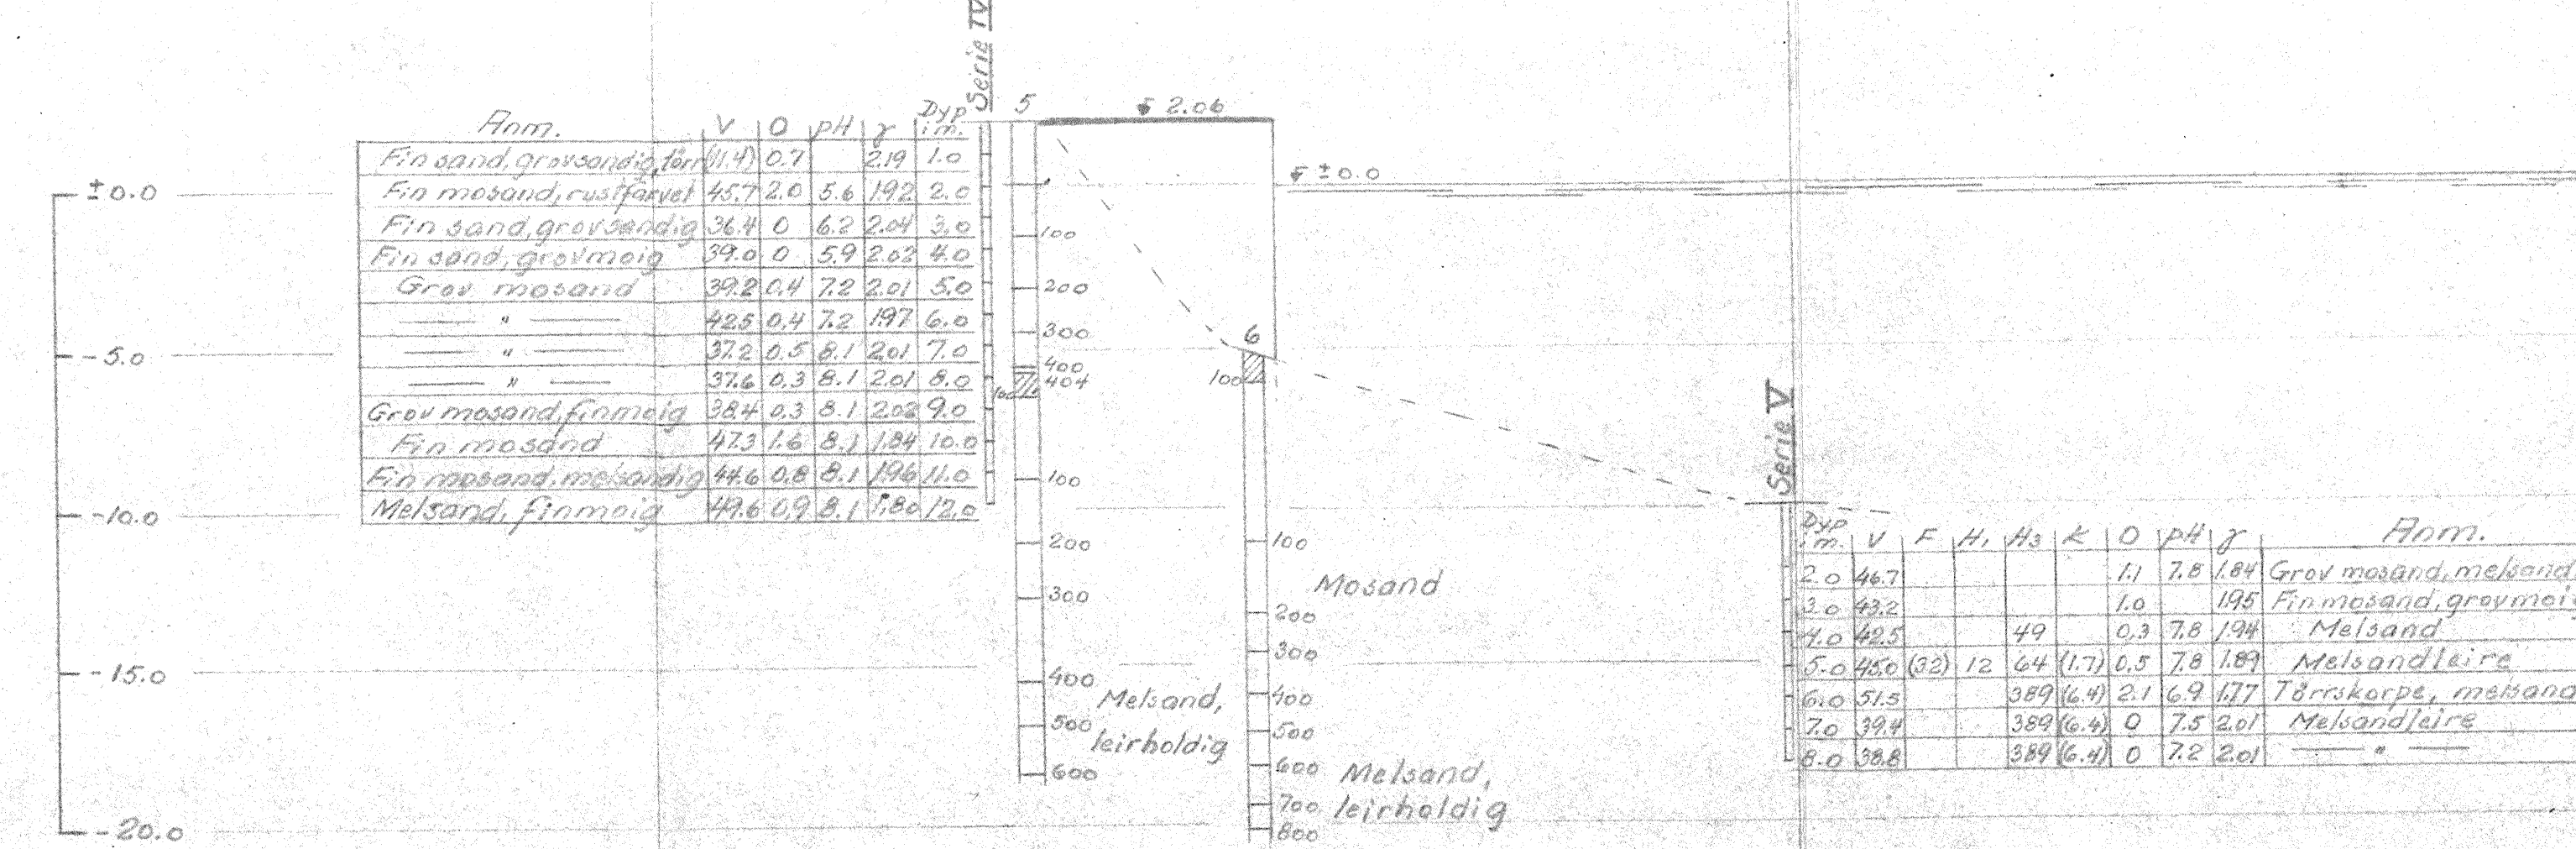 Serie IV
Anm. V O pH γ Dyp i m.
Fin sand, grovsandig, törr (11.4) 0.7 2.19 1.0
Fin mosand, rustfarvet 45.7 2.0 5.6 1.92 2.0
Fin sand, grovsandig 36.4 0 6.2 2.04 3.0
Fin sand, grovmoig 39.0 0 5.9 2.02 4.0
Grov mosand 39.2 0.4 7.2 2.01 5.0
— " — 42.5 0.4 7.2 1.97 6.0
— " — 37.2 0.5 8.1 2.01 7.0
— " — 37.6 0.3 8.1 2.01 8.0
Grov mosand, finmoig 38.4 0.3 8.1 2.02 9.0
Fin mosand 47.3 1.6 8.1 1.84 10.0
Fin mosand, melsandig 44.6 0.8 8.1 1.96 11.0
Melsand, finmoig 49.6 0.9 8.1 1.80 12.0
± 0.0
- 5.0
-10.0
-15.0
-20.0
5
2.06
± 0.0
100
200
300
400
404
100
200
300
400
500
600
Melsand,
leirholdig
6
100
100
200
300
400
500
600
700
800
Mosand
Melsand,
leirholdig
Serie V
Dyp i m. V F H₁ H₃ K O pH γ Anm.
2.0 46.7 1.1 7.8 1.84 Grov mosand, melsand
3.0 43.2 1.0 1.95 Fin mosand, grovmoi
4.0 42.5 49 0.3 7.8 1.94 Melsand
5.0 45.0 (32) 12 64 (1.7) 0.5 7.8 1.89 Melsandleire
6.0 51.5 389 (6.4) 2.1 6.9 1.77 Törrskorpe, melsand
7.0 39.4 389 (6.4) 0 7.5 2.01 Melsandleire
8.0 38.8 389 (6.4) 0 7.2 2.01 — " —